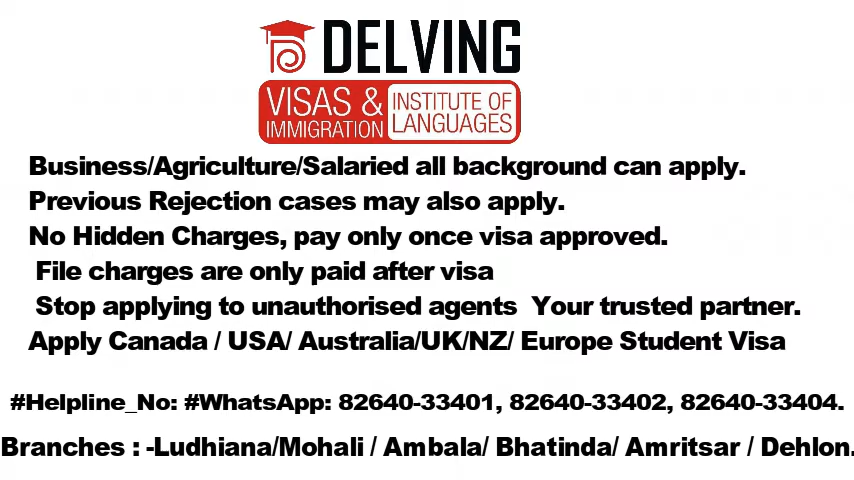 DELVING
VISAS & IMMIGRATION
INSTITUTE OF LANGUAGES
Business/Agriculture/Salaried all background can apply.
Previous Rejection cases may also apply.
No Hidden Charges, pay only once visa approved.
File charges are only paid after visa
Stop applying to unauthorised agents  Your trusted partner.
Apply Canada / USA/ Australia/UK/NZ/ Europe Student Visa
#Helpline_No: #WhatsApp: 82640-33401, 82640-33402, 82640-33404.
Branches : -Ludhiana/Mohali / Ambala/ Bhatinda/ Amritsar / Dehlon.